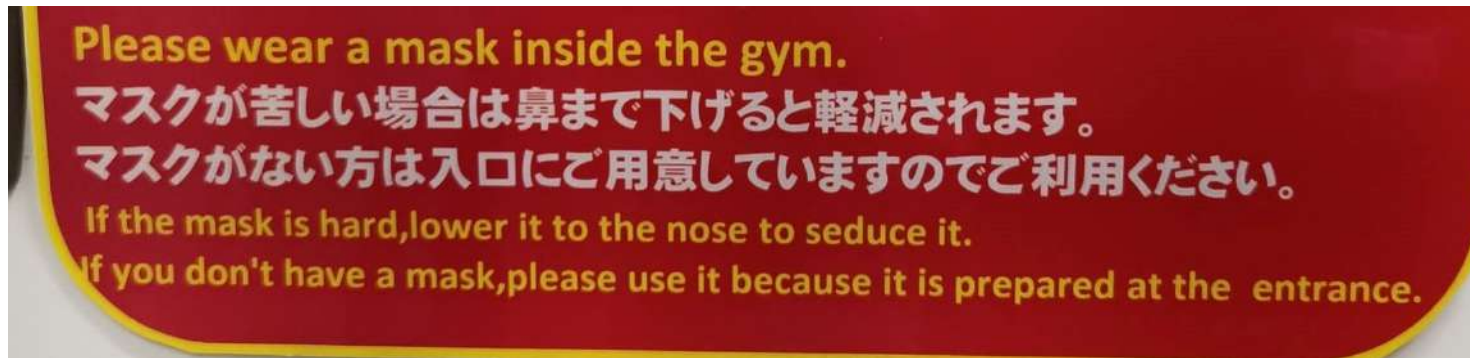 Please wear a mask inside the gym.
マスクが苦しい場合は鼻まで下げると軽減されます。
マスクがない方は入口にご用意していますのでご利用ください。
If the mask is hard,lower it to the nose to seduce it.
If you don't have a mask,please use it because it is prepared at the entrance.